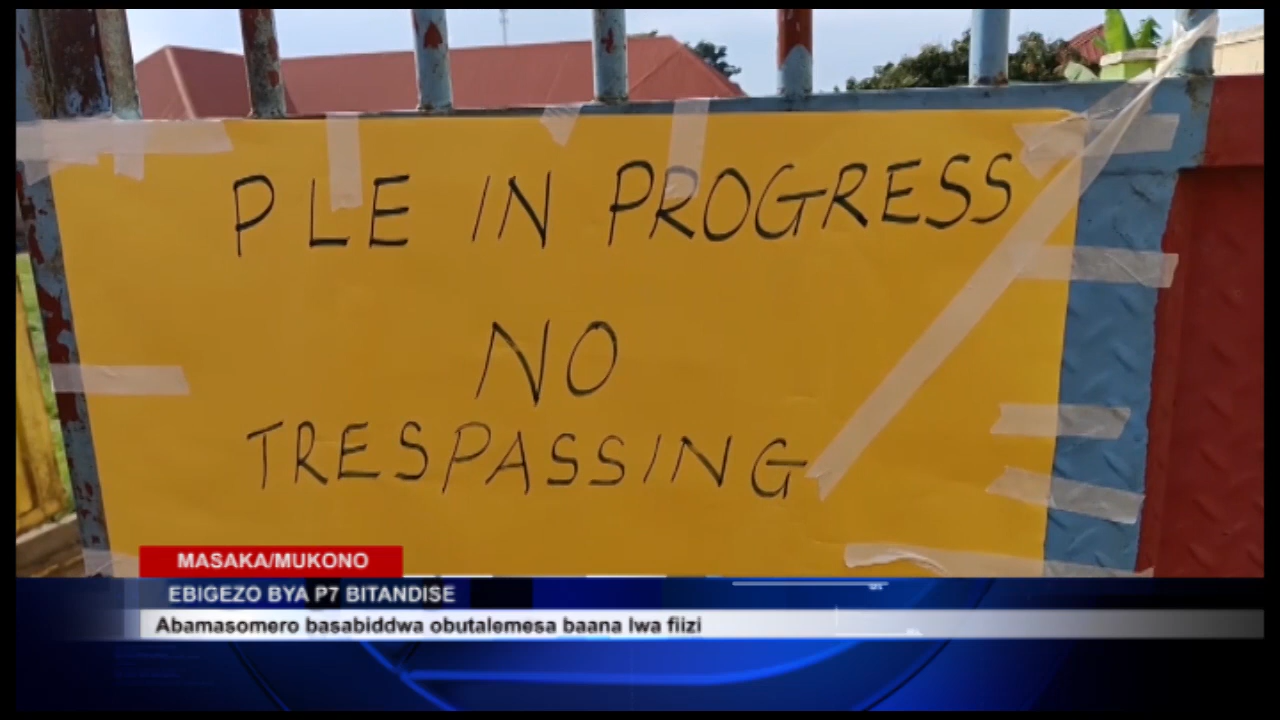 PLE IN PROGRESS
NO
TRESPASSING
MASAKA/MUKONO
EBIGEZO BYA P7 BITANDISE
Abamasomero basabiddwa obutalemesa baana lwa fiizi